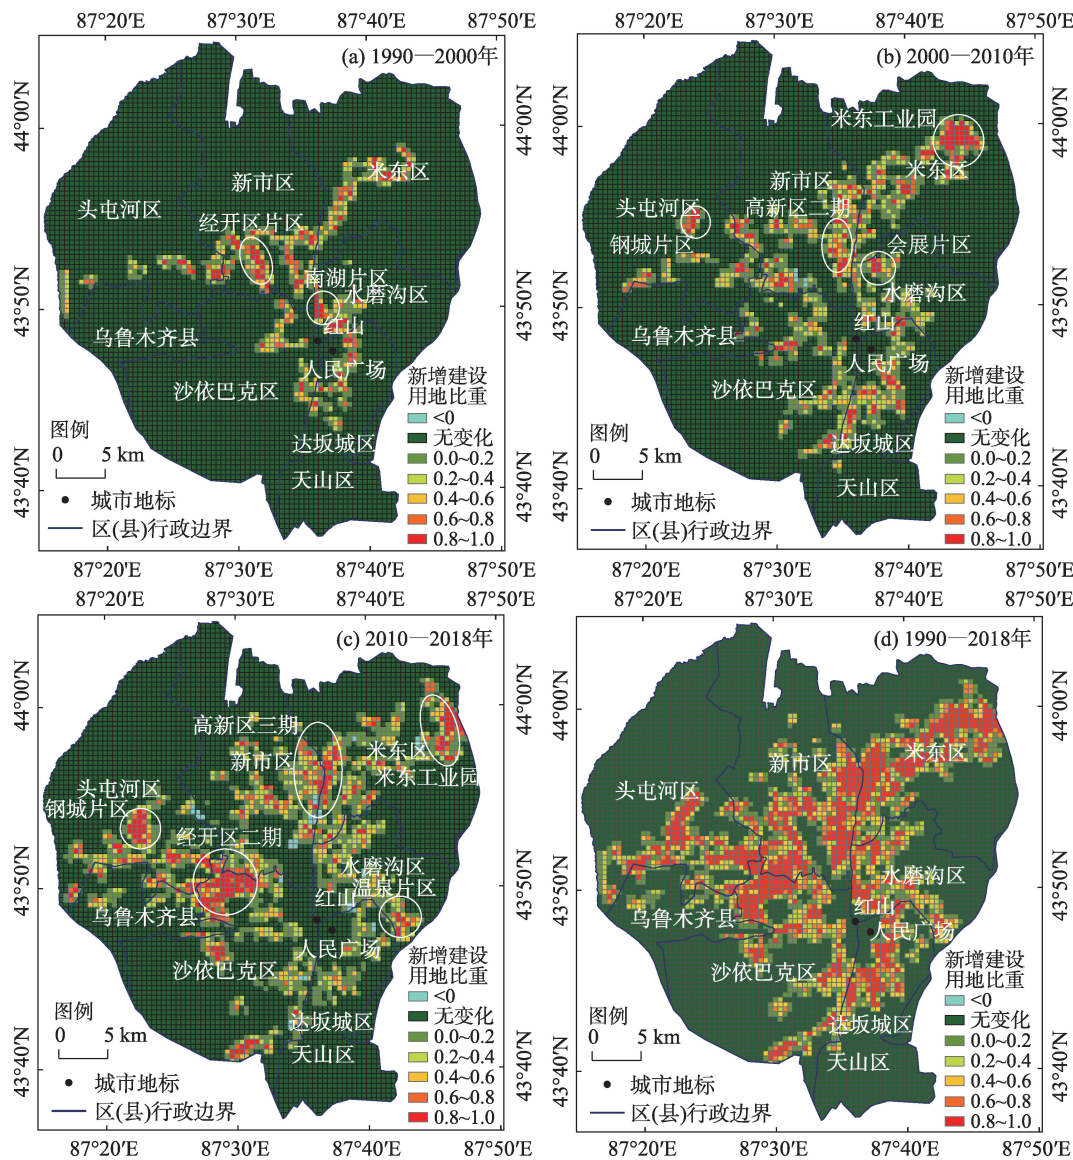 87°20′E 87°30′E 87°40′E 87°50′E
(a) 1990—2000年
44°00′N
43°50′N
43°40′N
米东区
新市区
头屯河区
经开区片区
南湖片区
水磨沟区
红山
乌鲁木齐县
人民广场
沙依巴克区
达坂城区
天山区
图例
0 5 km
城市地标
区(县)行政边界
新增建设
用地比重
<0
无变化
0.0~0.2
0.2~0.4
0.4~0.6
0.6~0.8
0.8~1.0
87°20′E 87°30′E 87°40′E 87°50′E
87°20′E 87°30′E 87°40′E 87°50′E
(b) 2000—2010年
44°00′N
43°50′N
43°40′N
米东工业园
米东区
新市区
头屯河区
高新区二期
钢城片区
会展片区
水磨沟区
红山
乌鲁木齐县
人民广场
沙依巴克区
达坂城区
天山区
图例
0 5 km
城市地标
区(县)行政边界
新增建设
用地比重
<0
无变化
0.0~0.2
0.2~0.4
0.4~0.6
0.6~0.8
0.8~1.0
87°20′E 87°30′E 87°40′E 87°50′E
87°20′E 87°30′E 87°40′E 87°50′E
(c) 2010—2018年
44°00′N
43°50′N
43°40′N
高新区三期
米东区
新市区
米东工业园
头屯河区
钢城片区
经开区二期
水磨沟区
温泉片区
红山
乌鲁木齐县
人民广场
沙依巴克区
达坂城区
天山区
图例
0 5 km
城市地标
区(县)行政边界
新增建设
用地比重
<0
无变化
0.0~0.2
0.2~0.4
0.4~0.6
0.6~0.8
0.8~1.0
87°20′E 87°30′E 87°40′E 87°50′E
87°20′E 87°30′E 87°40′E 87°50′E
(d) 1990—2018年
44°00′N
43°50′N
43°40′N
米东区
新市区
头屯河区
水磨沟区
红山
乌鲁木齐县
人民广场
沙依巴克区
达坂城区
天山区
图例
0 5 km
城市地标
区(县)行政边界
新增建设
用地比重
<0
无变化
0.0~0.2
0.2~0.4
0.4~0.6
0.6~0.8
0.8~1.0
87°20′E 87°30′E 87°40′E 87°50′E